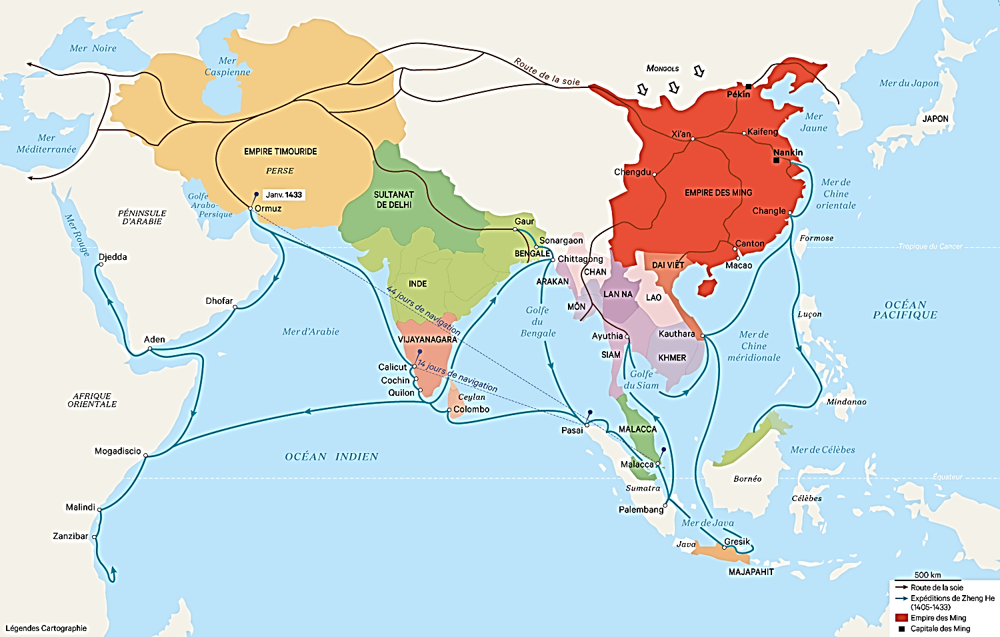 Mer Noire
Mer
Caspienne
Route de la soie
MONGOLS
Pékin
Mer du Japon
JAPON
Mer
Jaune
Mer
Méditerranée
EMPIRE TIMOURIDE
PERSE
Xi'an
Kaifeng
Nankin
Chengdu
EMPIRE DES MING
Mer de
Chine
orientale
Golfe
Arabo-
Persique
Janv. 1433
Ormuz
SULTANAT
DE DELHI
PÉNINSULE
D'ARABIE
Mer Rouge
Changle
Gaur
Sonargaon
BENGALE
Chittagong
Formose
Tropique du Cancer
Canton
Macao
Djedda
CHAN
DAI VIÊT
ARAKAN
INDE
LAN NA
LAO
MÖN
Dhofar
44 jours de navigation
Golfe
du
Bengale
Luçon
OCÉAN
PACIFIQUE
Mer d'Arabie
Aden
VIJAYANAGARA
Ayuthia
Kauthara
Mer de
Chine
méridionale
SIAM
KHMER
Calicut
14 jours de navigation
Cochin
Quilon
Ceylan
Colombo
Golfe
du Siam
AFRIQUE
ORIENTALE
Mindanao
Pasai
MALACCA
Mogadiscio
OCÉAN INDIEN
Malacca
Mer de Célèbes
Équateur
Bornéo
Sumatra
Célèbes
Malindi
Palembang
Mer de Java
Zanzibar
Java
Gresik
MAJAPAHIT
500 km
Route de la soie
Expéditions de Zheng He
(1405-1433)
Empire des Ming
Capitale des Ming
Légendes Cartographie